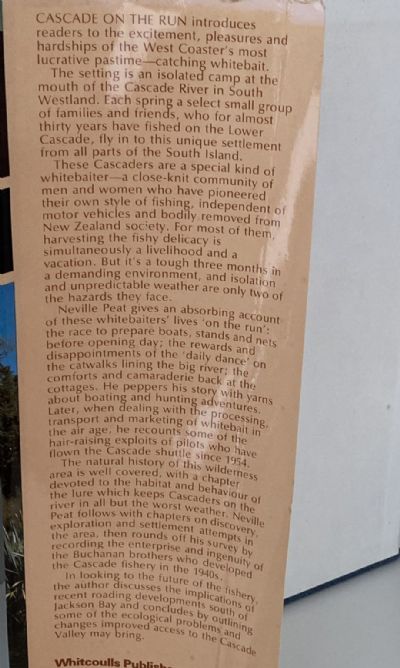 CASCADE ON THE RUN introduces
readers to the excitement, pleasures and
hardships of the West Coaster's most
lucrative pastime—catching whitebait.
The setting is an isolated camp at the
mouth of the Cascade River in South
Westland. Each spring a select small group
of families and friends, who for almost
thirty years have fished on the Lower
Cascade, fly in to this unique settlement
from all parts of the South Island.
These Cascaders are a special kind of
whitebaiter—a close-knit community of
men and women who have pioneered
their own style of fishing, independent of
motor vehicles and bodily removed from
New Zealand society. For most of them,
harvesting the fishy delicacy is
simultaneously a livelihood and a
vacation. But it's a tough three months in
a demanding environment, and isolation
and unpredictable weather are only two of
the hazards they face.
Neville Peat gives an absorbing account
of these whitebaiters' lives 'on the run':
the race to prepare boats, stands and nets
before opening day; the rewards and
disappointments of the 'daily dance' on
the catwalks lining the big river; the
comforts and camaraderie back at the
cottages. He peppers his story with yarns
about boating and hunting adventures.
Later, when dealing with the processing,
transport and marketing of whitebait in
the air age, he recounts some of the
hair-raising exploits of pilots who have
flown the Cascade shuttle since 1954.
The natural history of this wilderness
area is well covered, with a chapter
devoted to the habitat and behaviour of
the lure which keeps Cascaders on the
river in all but the worst weather. Neville
Peat follows with chapters on discovery,
exploration and settlement attempts in
the area, then rounds off his survey by
recording the enterprise and ingenuity of
the Buchanan brothers who developed
the Cascade fishery in the 1940s.
In looking to the future of the fishery,
the author discusses the implications of
recent roading developments south of
Jackson Bay and concludes by outlining
some of the ecological problems and
changes improved access to the Cascade
Valley may bring.
Whitcoulls Publishe